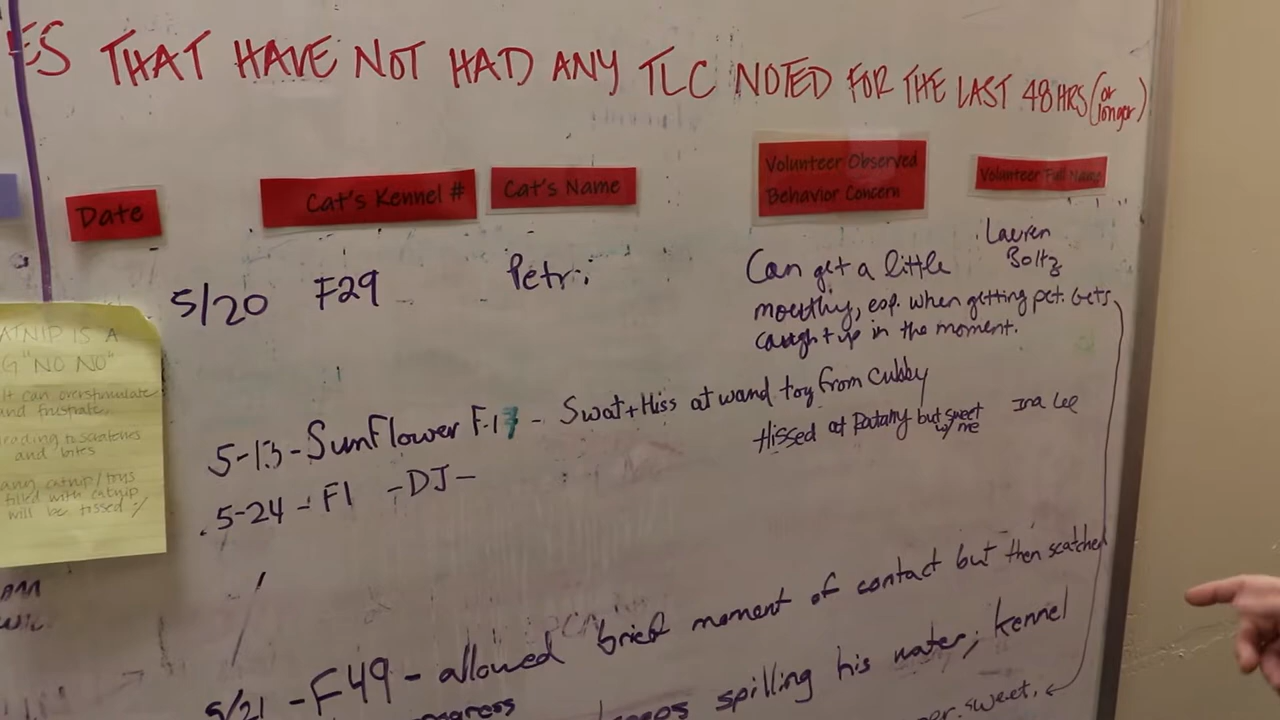 ES THAT HAVE NOT HAD ANY TLC NOTED FOR THE LAST 48 HRS (or longer)
Date
Cat's Kennel #
Cat's Name
Volunteer Observed
Behavior Concern
Volunteer Full Name
5/20 F29 Petri
Can get a little
mouthy, esp. when getting pet. Gets
caught up in the moment.
Lauren
Boltz
5-13-Sunflower F-17 - Swat+Hiss at wand toy from cubby
Hissed at but sweet
w/me
Ina Lee
5-24 - F1 - DJ -
5/21 - F49 - allowed brief moment of contact but then scatched
spilling his water, kennel
sweet.
ATNIP IS A
G "NO NO"
It can overstimulate
and frustrate,
leading to scratches
and bites
any catnip/toys
filled with catnip
will be tossed :/